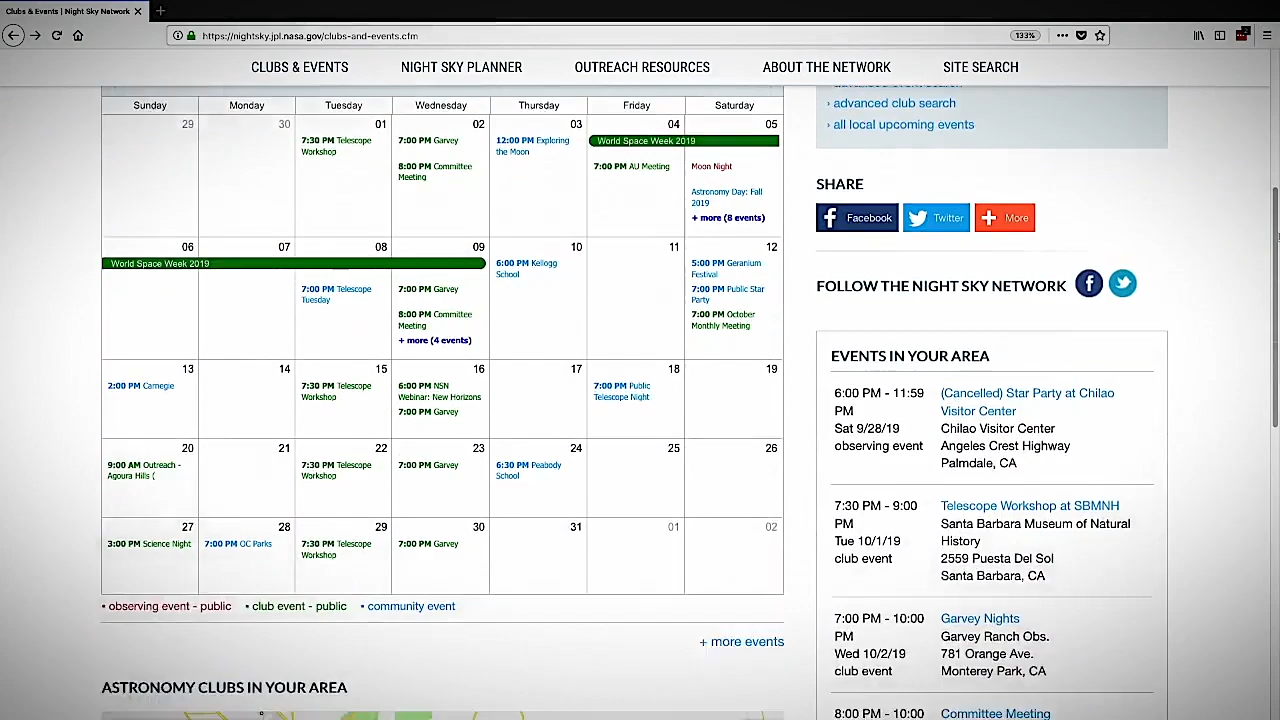 Clubs & Events | Night Sky Network
https://nightsky.jpl.nasa.gov/clubs-and-events.cfm
133%
CLUBS & EVENTS
NIGHT SKY PLANNER
OUTREACH RESOURCES
ABOUT THE NETWORK
SITE SEARCH
Sunday
Monday
Tuesday
Wednesday
Thursday
Friday
Saturday
29
30
01
7:30 PM Telescope
Workshop
02
7:00 PM Garvey
8:00 PM Committee
Meeting
03
12:00 PM Exploring
the Moon
04
05
World Space Week 2019
7:00 PM AU Meeting
Moon Night
Astronomy Day: Fall
2019
+ more (8 events)
06
07
08
09
World Space Week 2019
7:00 PM Telescope
Tuesday
7:00 PM Garvey
8:00 PM Committee
Meeting
+ more (4 events)
10
6:00 PM Kellogg
School
11
12
5:00 PM Geranium
Festival
7:00 PM Public Star
Party
7:00 PM October
Monthly Meeting
13
2:00 PM Carnegie
14
15
7:30 PM Telescope
Workshop
16
6:00 PM NSN
Webinar: New Horizons
7:00 PM Garvey
17
18
7:00 PM Public
Telescope Night
19
20
9:00 AM Outreach -
Agoura Hills (
21
22
7:30 PM Telescope
Workshop
23
7:00 PM Garvey
24
6:30 PM Peabody
School
25
26
27
3:00 PM Science Night
28
7:00 PM OC Parks
29
7:30 PM Telescope
Workshop
30
7:00 PM Garvey
31
01
02
• observing event - public
• club event - public
• community event
+ more events
ASTRONOMY CLUBS IN YOUR AREA
› advanced club search
› all local upcoming events
SHARE
Facebook
Twitter
More
FOLLOW THE NIGHT SKY NETWORK
EVENTS IN YOUR AREA
6:00 PM - 11:59
PM
Sat 9/28/19
observing event
(Cancelled) Star Party at Chilao
Visitor Center
Chilao Visitor Center
Angeles Crest Highway
Palmdale, CA
7:30 PM - 9:00
PM
Tue 10/1/19
club event
Telescope Workshop at SBMNH
Santa Barbara Museum of Natural
History
2559 Puesta Del Sol
Santa Barbara, CA
7:00 PM - 10:00
PM
Wed 10/2/19
club event
Garvey Nights
Garvey Ranch Obs.
781 Orange Ave.
Monterey Park, CA
8:00 PM - 10:00
Committee Meeting